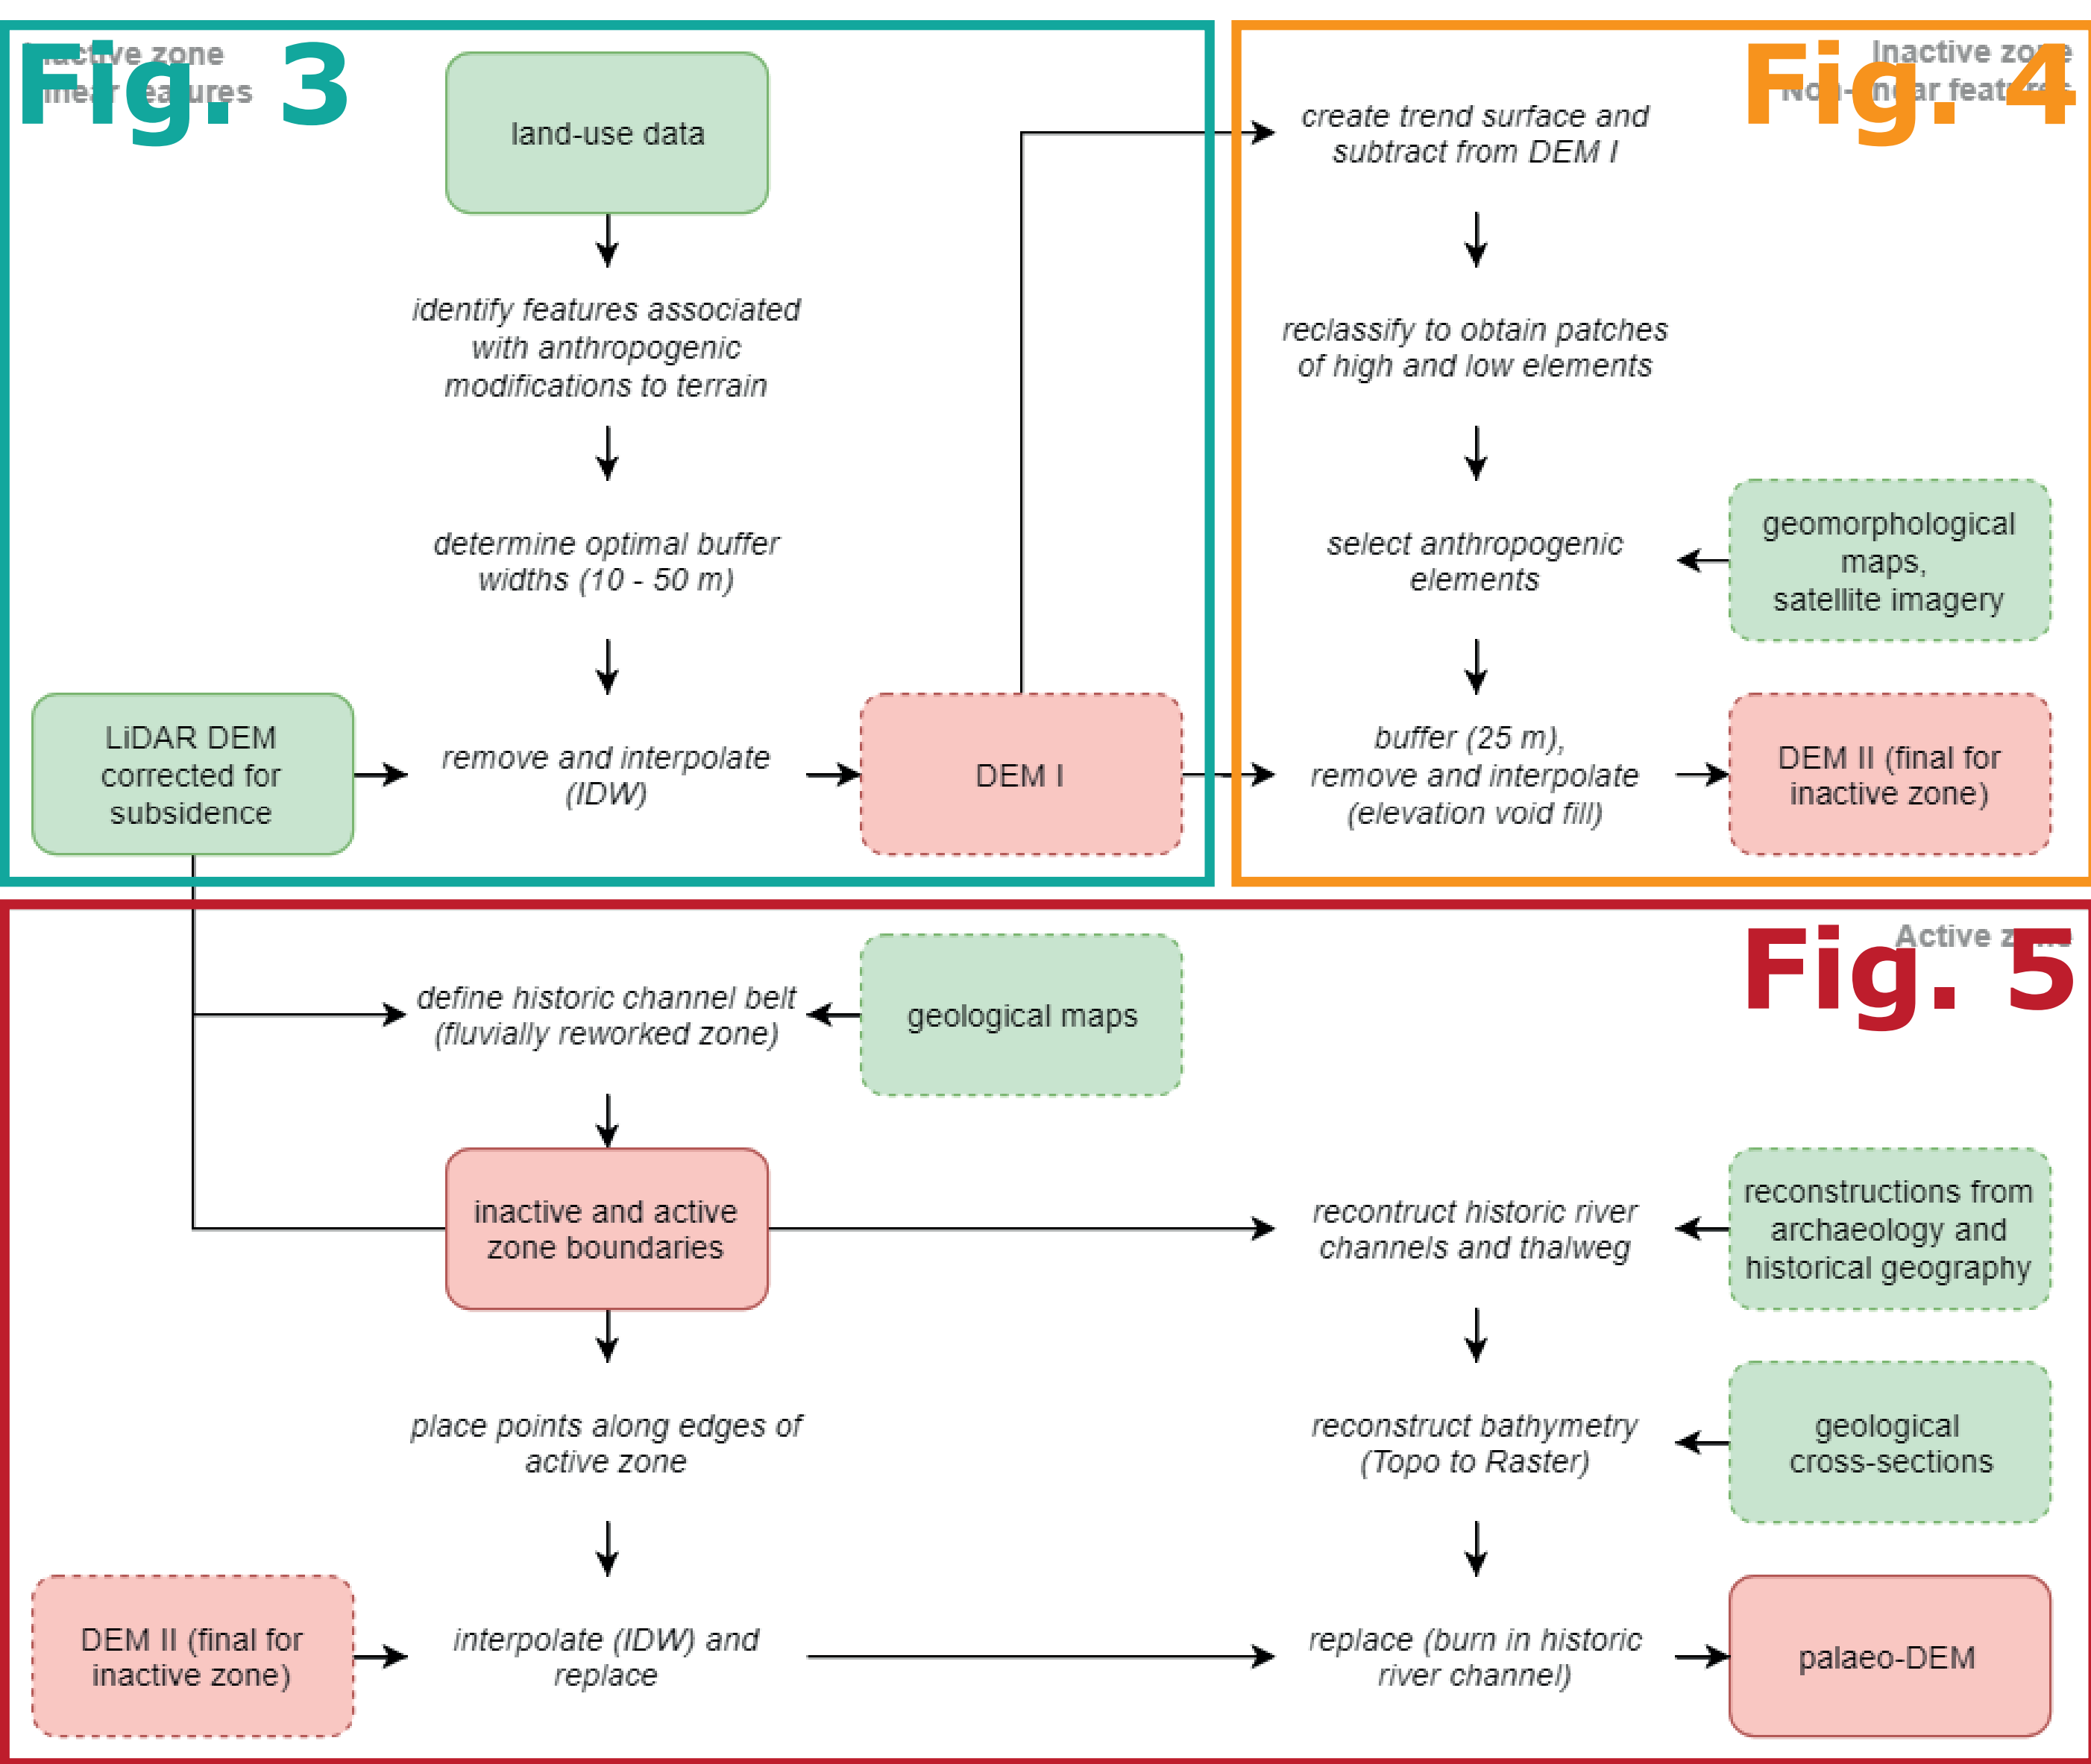 Fig. 3
zone
features
land-use data
identify features associated
with anthropogenic
modifications to terrain
determine optimal buffer
widths (10 - 50 m)
LiDAR DEM
corrected for
subsidence
remove and interpolate
(IDW)
DEM I
Fig. 4
Inactive zone
create trend surface and
subtract from DEM I
reclassify to obtain patches
of high and low elements
select anthropogenic
elements
geomorphological
maps,
satellite imagery
buffer (25 m),
remove and interpolate
(elevation void fill)
DEM II (final for
inactive zone)
Fig. 5
Active
define historic channel belt
(fluvially reworked zone)
geological maps
inactive and active
zone boundaries
recontruct historic river
channels and thalweg
reconstructions from
archaeology and
historical geography
place points along edges of
active zone
reconstruct bathymetry
(Topo to Raster)
geological
cross-sections
DEM II (final for
inactive zone)
interpolate (IDW) and
replace
replace (burn in historic
river channel)
palaeo-DEM